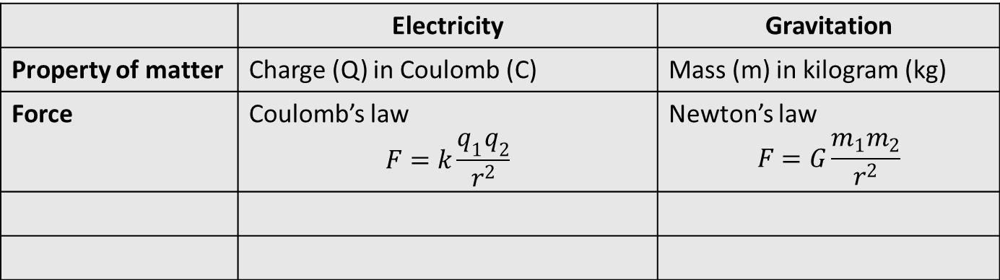 Electricity Gravitation
Property of matter Charge (Q) in Coulomb (C) Mass (m) in kilogram (kg)
Force Coulomb’s law Newton’s law
F = k q₁q₂ / r² F = G m₁m₂ / r²